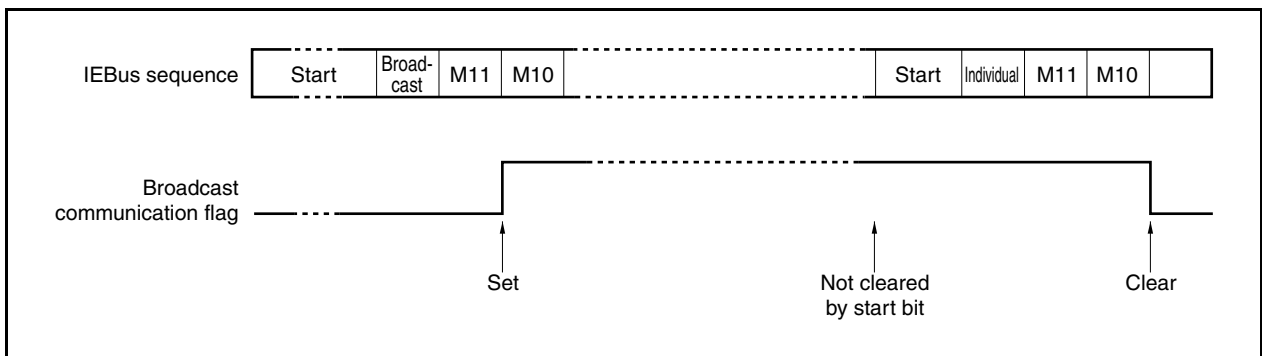 IEBus sequence
Start
Broad-
cast
M11
M10
Start
Individual
M11
M10
Broadcast
communication flag
Set
Not cleared
by start bit
Clear